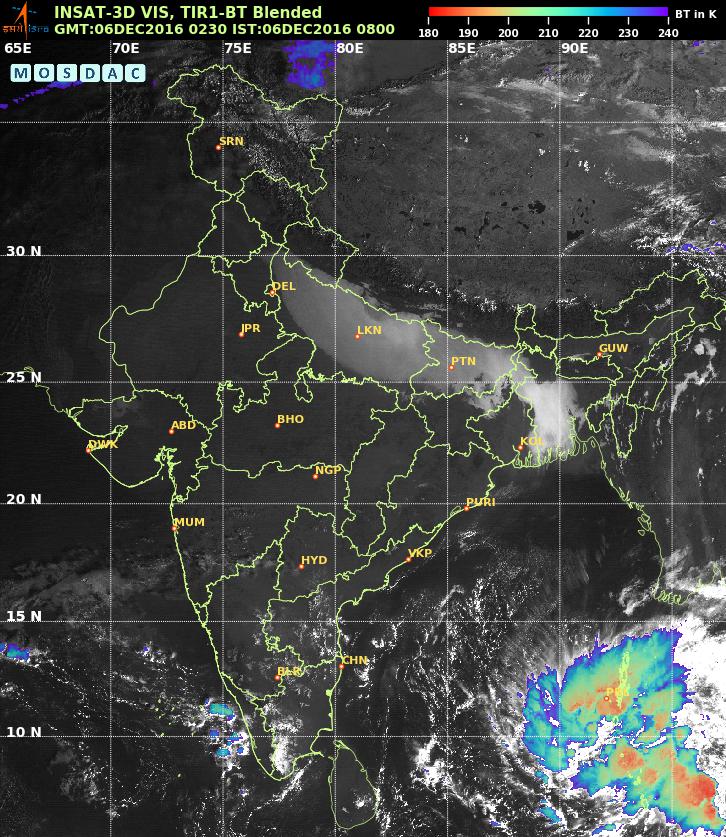 INSAT-3D VIS, TIR1-BT Blended
GMT:06DEC2016 0230 IST:06DEC2016 0800
BT in K
180 190 200 210 220 230 240
65E 70E 75E 80E 85E 90E
MOSDAC
SRN
30 N
DEL
JPR LKN
GUW
PTN
25 N
BHO
ABD
KOL
DWK
NGP
20 N
PURI
MUM
VKP
HYD
15 N
CHN
BLR
10 N